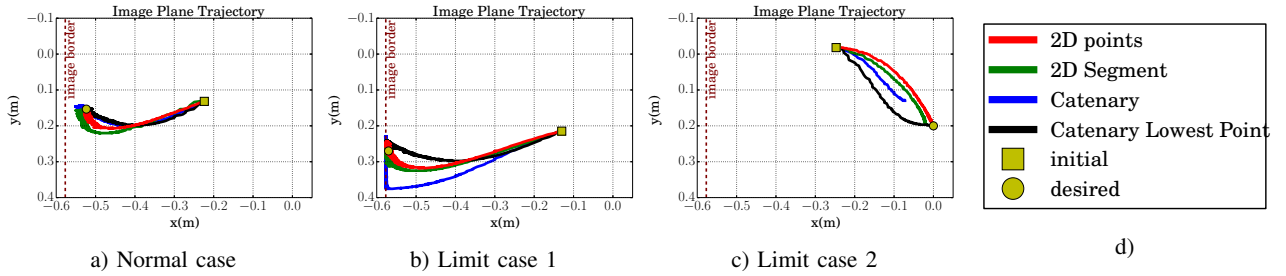 Image Plane Trajectory
−0.1
0.0
0.1
0.2
0.3
0.4
y(m)
image border
−0.6 −0.5 −0.4 −0.3 −0.2 −0.1 0.0
x(m)
a) Normal case
Image Plane Trajectory
−0.1
0.0
0.1
0.2
0.3
0.4
y(m)
image border
−0.6 −0.5 −0.4 −0.3 −0.2 −0.1 0.0
x(m)
b) Limit case 1
Image Plane Trajectory
−0.1
0.0
0.1
0.2
0.3
0.4
y(m)
image border
−0.6 −0.5 −0.4 −0.3 −0.2 −0.1 0.0
x(m)
c) Limit case 2
2D points
2D Segment
Catenary
Catenary Lowest Point
initial
desired
d)